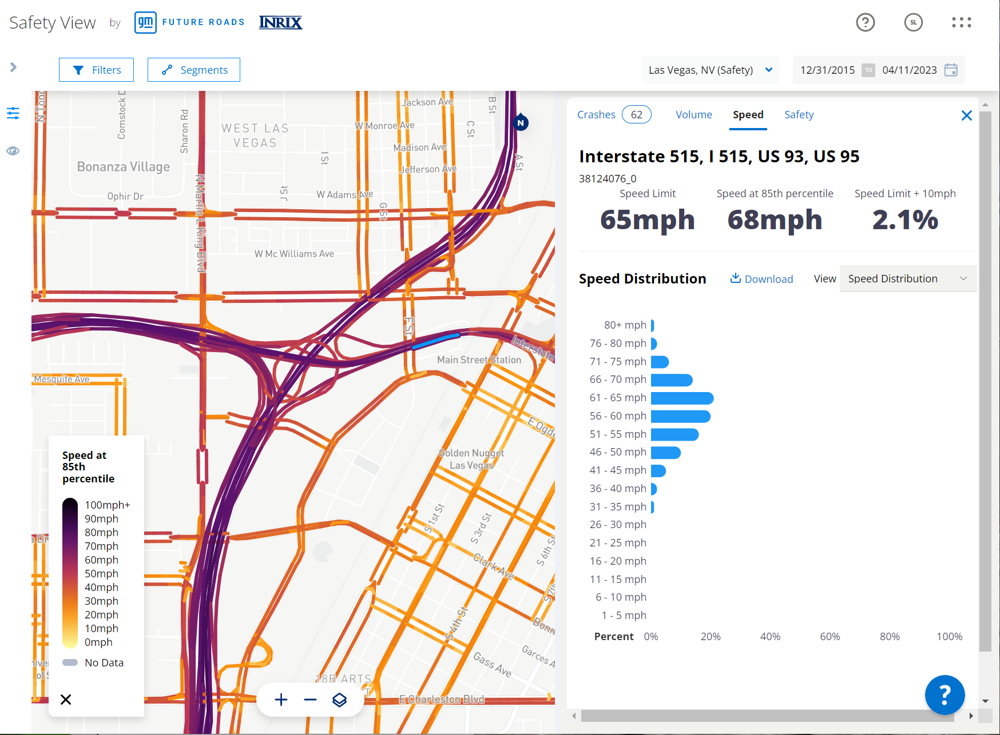 Safety View by gm FUTURE ROADS INRIX
SL
Filters
Segments
Las Vegas, NV (Safety)
12/31/2015 TO 04/11/2023
Crashes 62
Volume
Speed
Safety
Interstate 515, I 515, US 93, US 95
38124076_0
Speed Limit
65mph
Speed at 85th percentile
68mph
Speed Limit + 10mph
2.1%
Speed Distribution
Download
View
Speed Distribution
80+ mph
76 - 80 mph
71 - 75 mph
66 - 70 mph
61 - 65 mph
56 - 60 mph
51 - 55 mph
46 - 50 mph
41 - 45 mph
36 - 40 mph
31 - 35 mph
26 - 30 mph
21 - 25 mph
16 - 20 mph
11 - 15 mph
6 - 10 mph
1 - 5 mph
Percent 0% 20% 40% 60% 80% 100%
?
N Tono
Comstock D
Sharon Rd
WEST LAS
VEGAS
Bonanza Village
Ophir Dr
N Martin L King Blvd
Jackson Ave
W Monroe Ave
Madison Ave
Jefferson Ave
W Adams Ave
W Mc Williams Ave
I St
J St
G St
F St
C St
B St
A St
N
Interstate
Main Street Station
Mesquite Ave
E Ogde
Golden Nugget
Las Vegas
S 1st St
S 3rd St
S 6th S
S 7th
Clark Ave
S 4th St
Bonn
Garces A
Gass Ave
18B ARTS
T
E Charleston Blvd
a Dr
niver
of S
Speed at
85th
percentile
100mph+
90mph
80mph
70mph
60mph
50mph
40mph
30mph
20mph
10mph
0mph
No Data